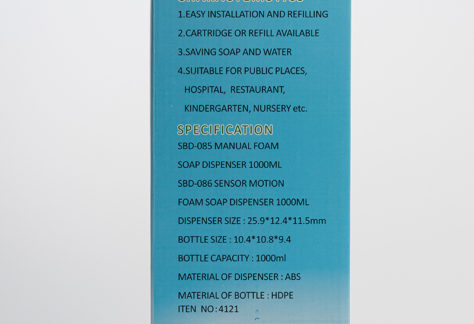 CHARACTERISTICS
1.EASY INSTALLATION AND REFILLING
2.CARTRIDGE OR REFILL AVAILABLE
3.SAVING SOAP AND WATER
4.SUITABLE FOR PUBLIC PLACES,
HOSPITAL, RESTAURANT,
KINDERGARTEN, NURSERY etc.
SPECIFICATION
SBD-085 MANUAL FOAM
SOAP DISPENSER 1000ML
SBD-086 SENSOR MOTION
FOAM SOAP DISPENSER 1000ML
DISPENSER SIZE : 25.9*12.4*11.5mm
BOTTLE SIZE : 10.4*10.8*9.4
BOTTLE CAPACITY : 1000ml
MATERIAL OF DISPENSER : ABS
MATERIAL OF BOTTLE : HDPE
ITEN NO : 4121